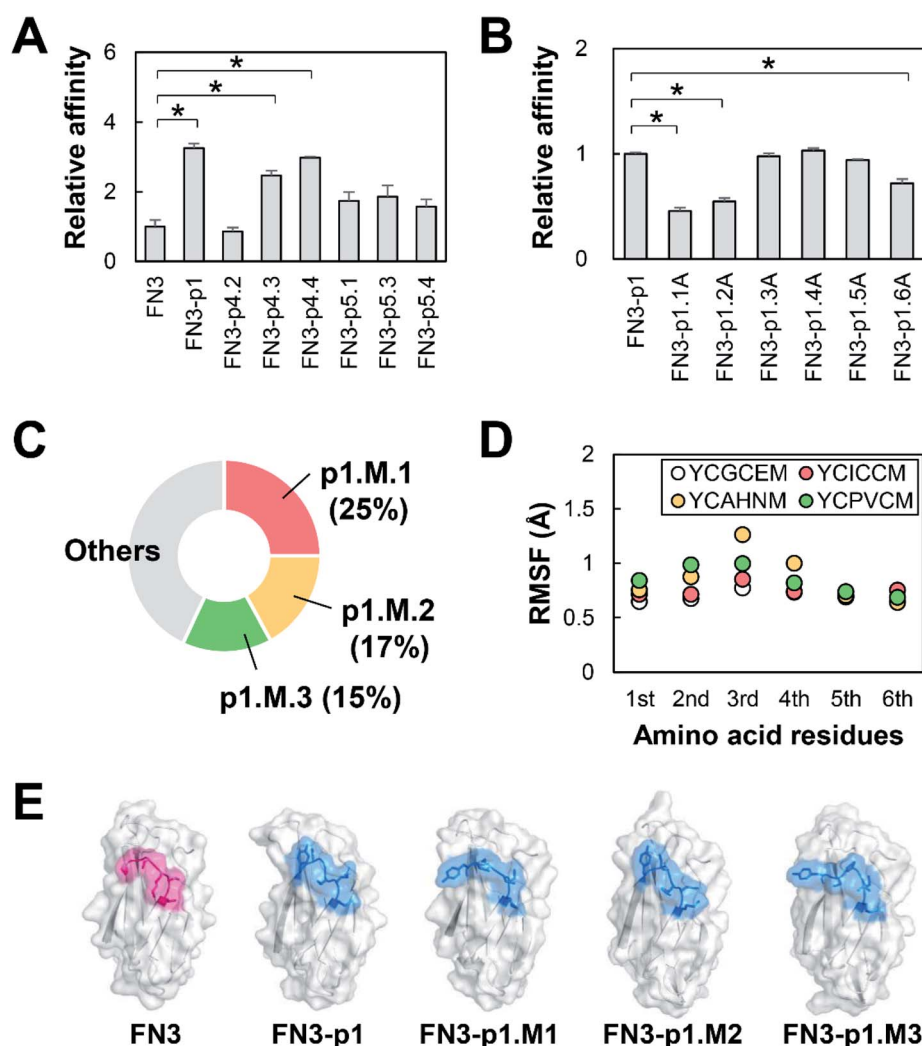 A
Relative affinity
6
4
2
0
*
*
*
FN3
FN3-p1
FN3-p4.2
FN3-p4.3
FN3-p4.4
FN3-p5.1
FN3-p5.3
FN3-p5.4
B
Relative affinity
2
1
0
*
*
*
FN3-p1
FN3-p1.1A
FN3-p1.2A
FN3-p1.3A
FN3-p1.4A
FN3-p1.5A
FN3-p1.6A
C
Others
p1.M.1
(25%)
p1.M.2
(17%)
p1.M.3 (15%)
D
RMSF (Å)
2
1.5
1
0.5
0
YCGCEM YCICCM
YCAHNM YCPVCM
1st 2nd 3rd 4th 5th 6th
Amino acid residues
E
FN3 FN3-p1 FN3-p1.M1 FN3-p1.M2 FN3-p1.M3